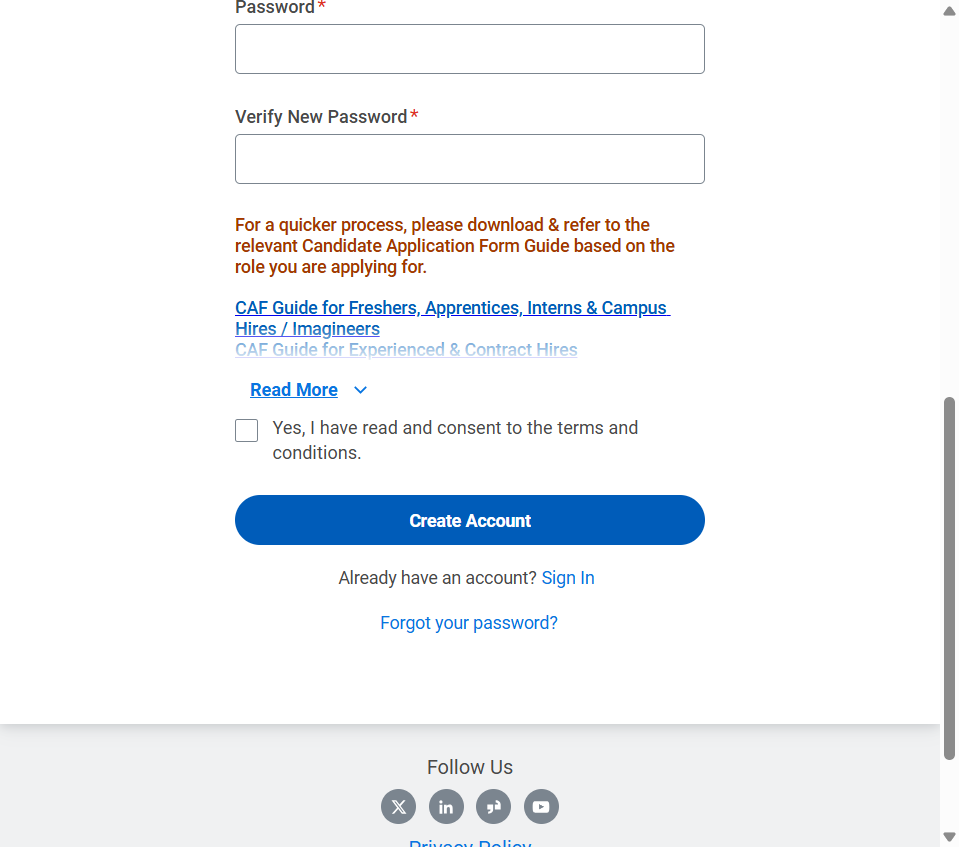 Password*
Verify New Password*
For a quicker process, please download & refer to the
relevant Candidate Application Form Guide based on the
role you are applying for.
CAF Guide for Freshers, Apprentices, Interns & Campus
Hires / Imagineers
CAF Guide for Experienced & Contract Hires
Read More
Yes, I have read and consent to the terms and
conditions.
Create Account
Already have an account? Sign In
Forgot your password?
Follow Us
Privacy Policy